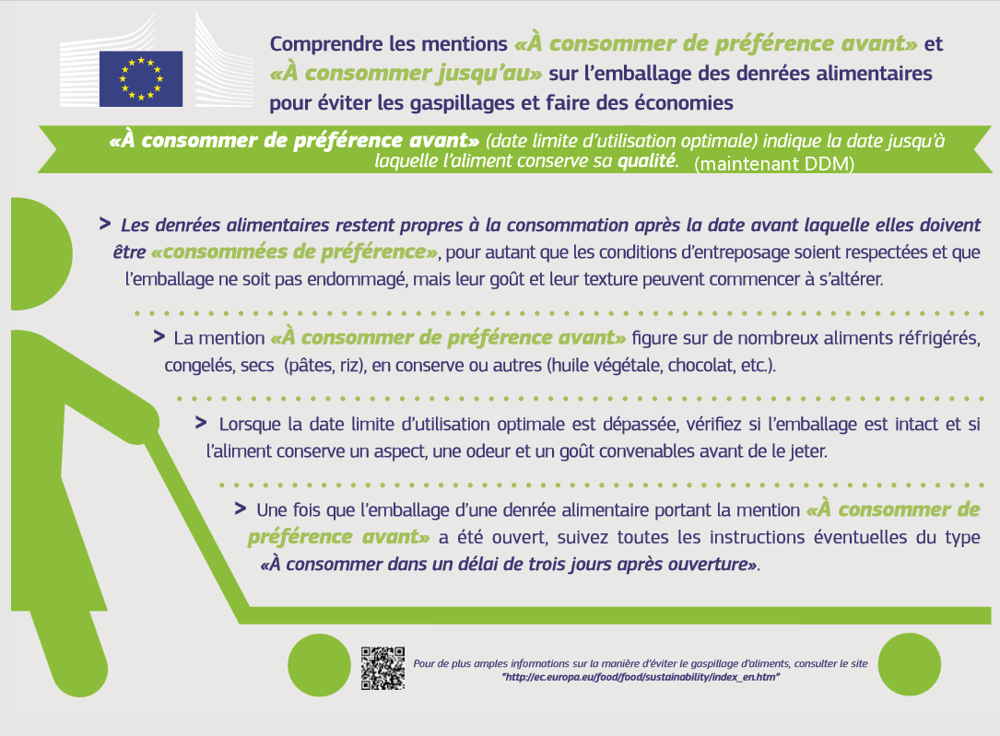 Comprendre les mentions «À consommer de préférence avant» et
«À consommer jusqu’au» sur l’emballage des denrées alimentaires
pour éviter les gaspillages et faire des économies
«À consommer de préférence avant» (date limite d’utilisation optimale) indique la date jusqu’à
laquelle l’aliment conserve sa qualité. (maintenant DDM)
> Les denrées alimentaires restent propres à la consommation après la date avant laquelle elles doivent
être «consommées de préférence», pour autant que les conditions d’entreposage soient respectées et que
l’emballage ne soit pas endommagé, mais leur goût et leur texture peuvent commencer à s’altérer.
> La mention «À consommer de préférence avant» figure sur de nombreux aliments réfrigérés,
congelés, secs (pâtes, riz), en conserve ou autres (huile végétale, chocolat, etc.).
> Lorsque la date limite d’utilisation optimale est dépassée, vérifiez si l’emballage est intact et si
l’aliment conserve un aspect, une odeur et un goût convenables avant de le jeter.
> Une fois que l’emballage d’une denrée alimentaire portant la mention «À consommer de
préférence avant» a été ouvert, suivez toutes les instructions éventuelles du type
«À consommer dans un délai de trois jours après ouverture».
Pour de plus amples informations sur la manière d’éviter le gaspillage d’aliments, consulter le site
"http://ec.europa.eu/food/food/sustainability/index_en.htm"